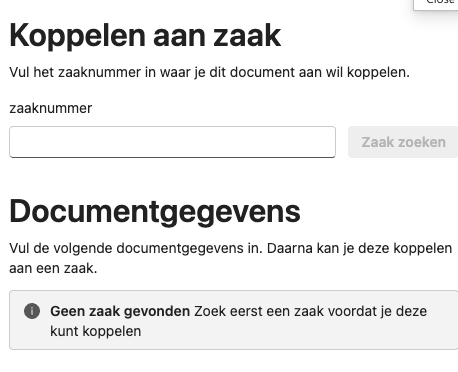 Koppelen aan zaak
Vul het zaaknummer in waar je dit document aan wil koppelen.
zaaknummer
Zaak zoeken
Documentgegevens
Vul de volgende documentgegevens in. Daarna kan je deze koppelen
aan een zaak.
Geen zaak gevonden Zoek eerst een zaak voordat je deze
kunt koppelen